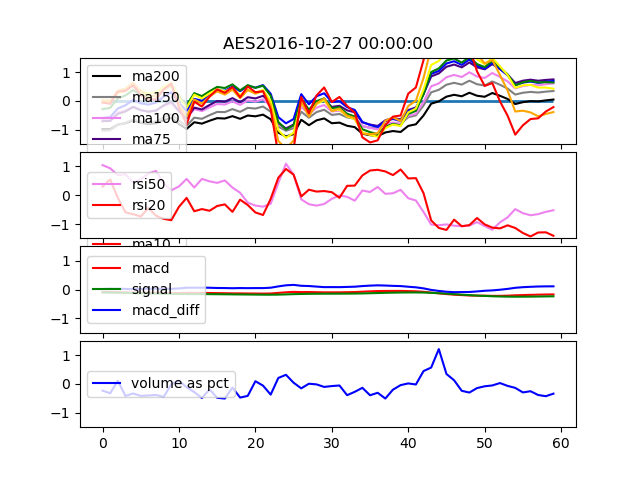 AES2016-10-27 00:00:00
1
0
−1
ma200
ma150
ma100
ma75
1
0
−1
rsi50
rsi20
ma10
1
0
−1
macd
signal
macd_diff
1
0
−1
volume as pct
0 10 20 30 40 50 60